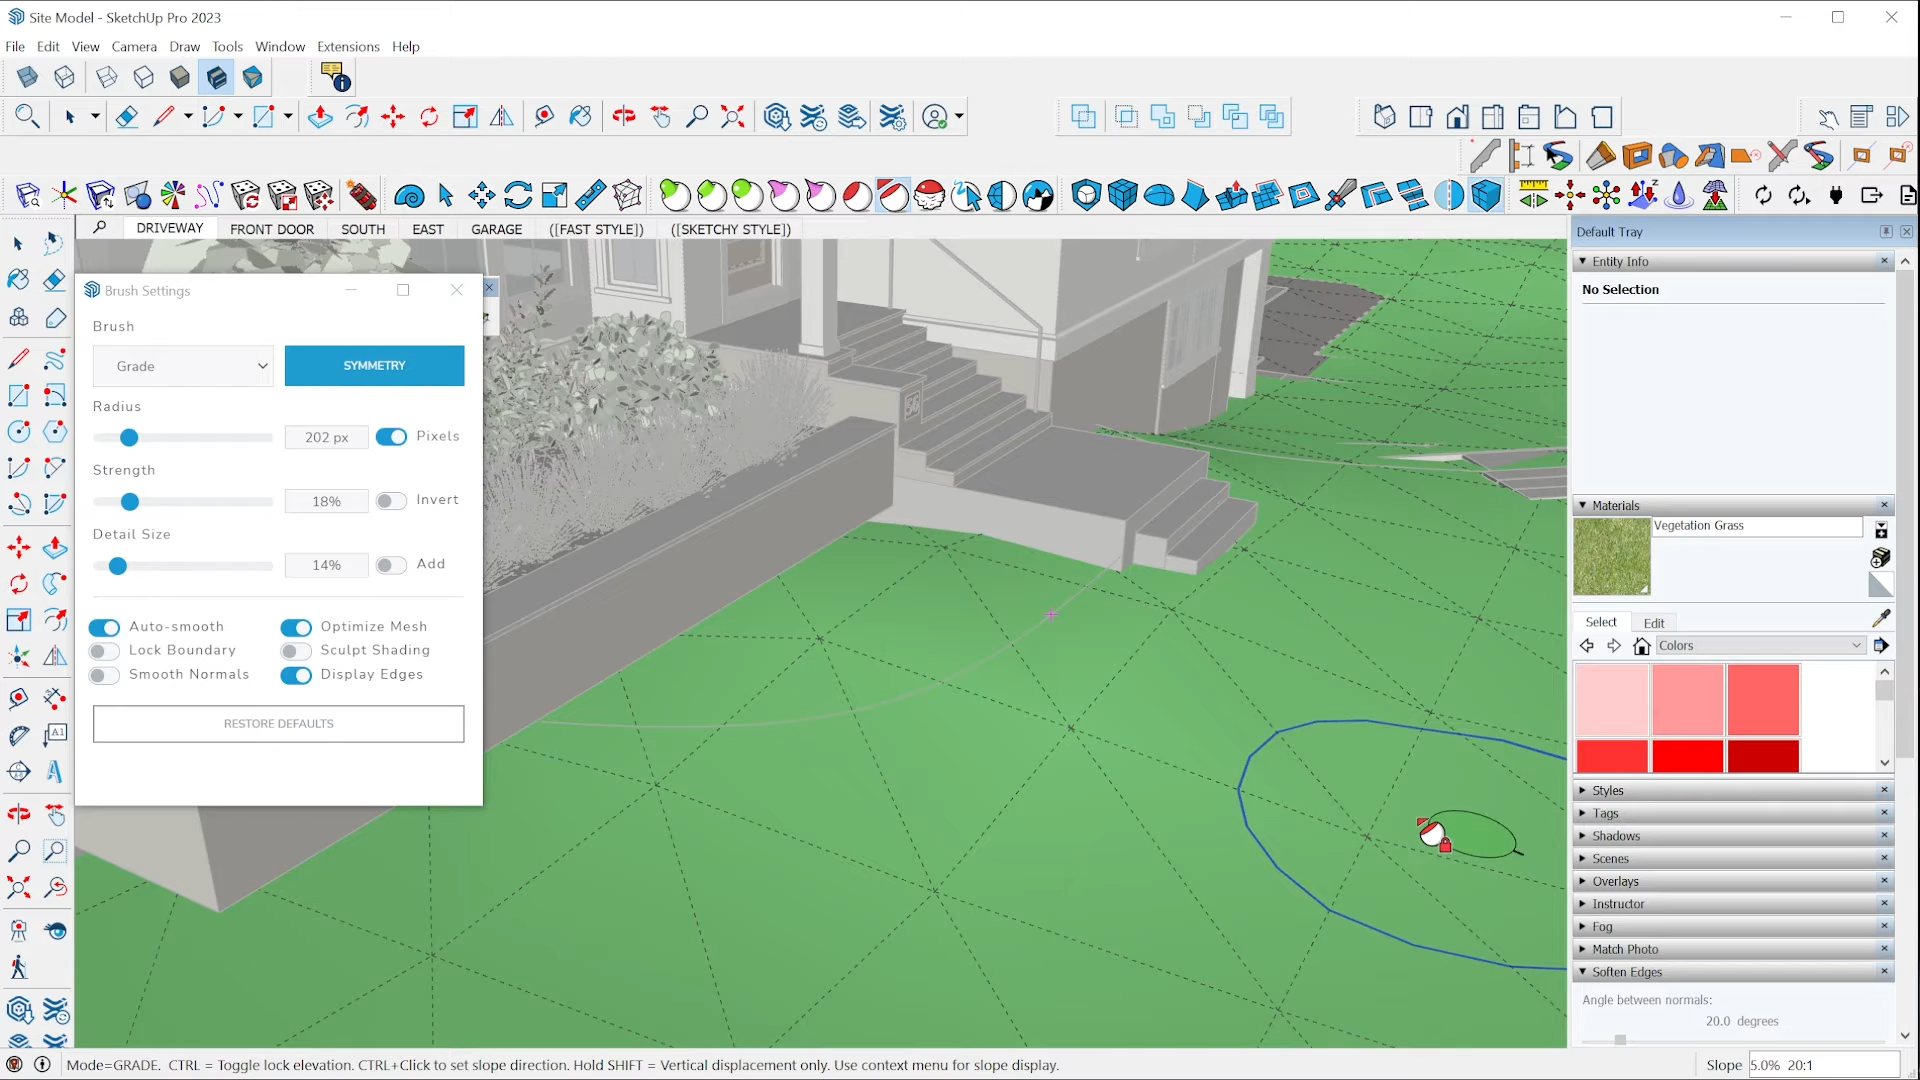 Site Model - SketchUp Pro 2023
File Edit View Camera Draw Tools Window Extensions Help
DRIVEWAY FRONT DOOR SOUTH EAST GARAGE ([FAST STYLE]) ([SKETCHY STYLE])
Default Tray
Entity Info
No Selection
Brush Settings
Brush
Grade SYMMETRY
Radius
202 px Pixels
Strength
18% Invert
Detail Size
14% Add
Auto-smooth Optimize Mesh
Lock Boundary Sculpt Shading
Smooth Normals Display Edges
RESTORE DEFAULTS
56
Materials
Vegetation Grass
Select Edit
Colors
Styles
Tags
Shadows
Scenes
Overlays
Instructor
Fog
Match Photo
Soften Edges
Angle between normals:
20.0 degrees
Mode=GRADE. CTRL = Toggle lock elevation. CTRL+Click to set slope direction. Hold SHIFT = Vertical displacement only. Use context menu for slope display.
Slope 5.0% 20:1